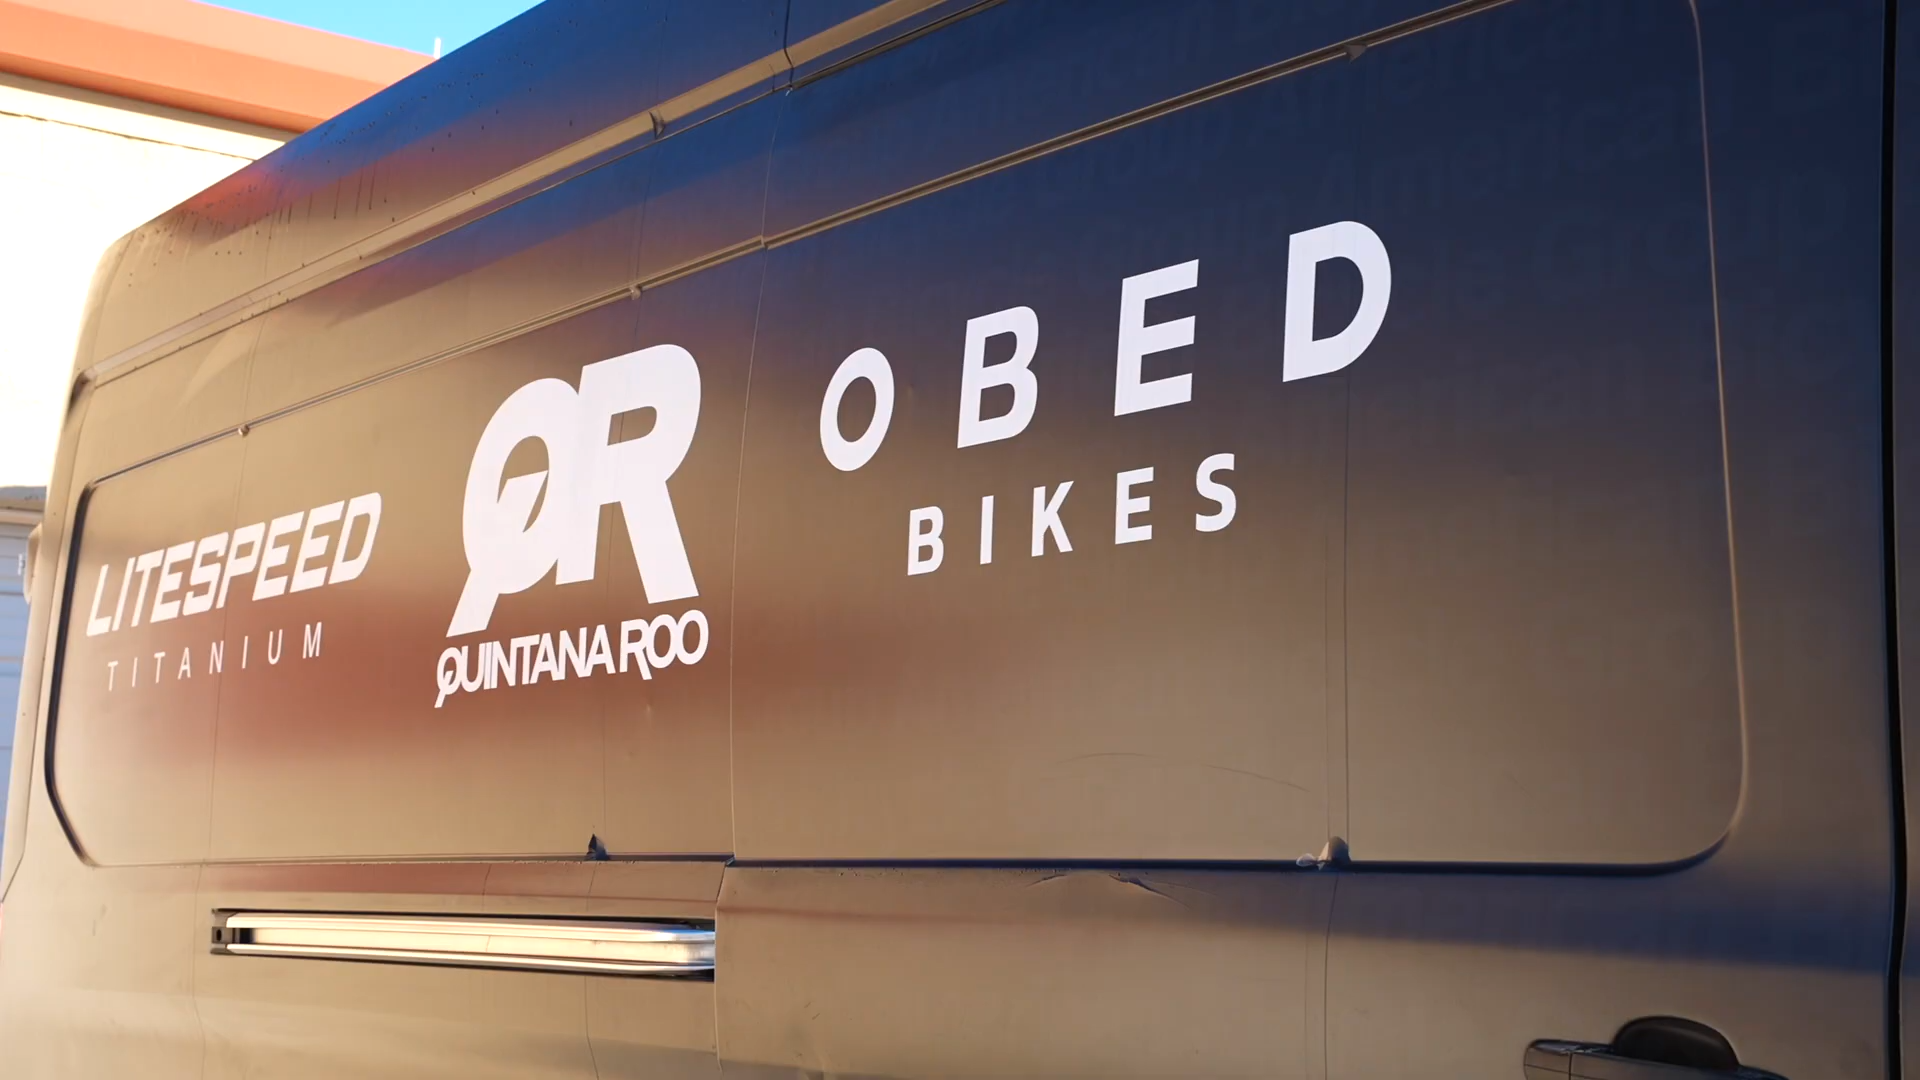 LITESPEED
TITANIUM
QR
QUINTANA ROO
OBED
BIKES